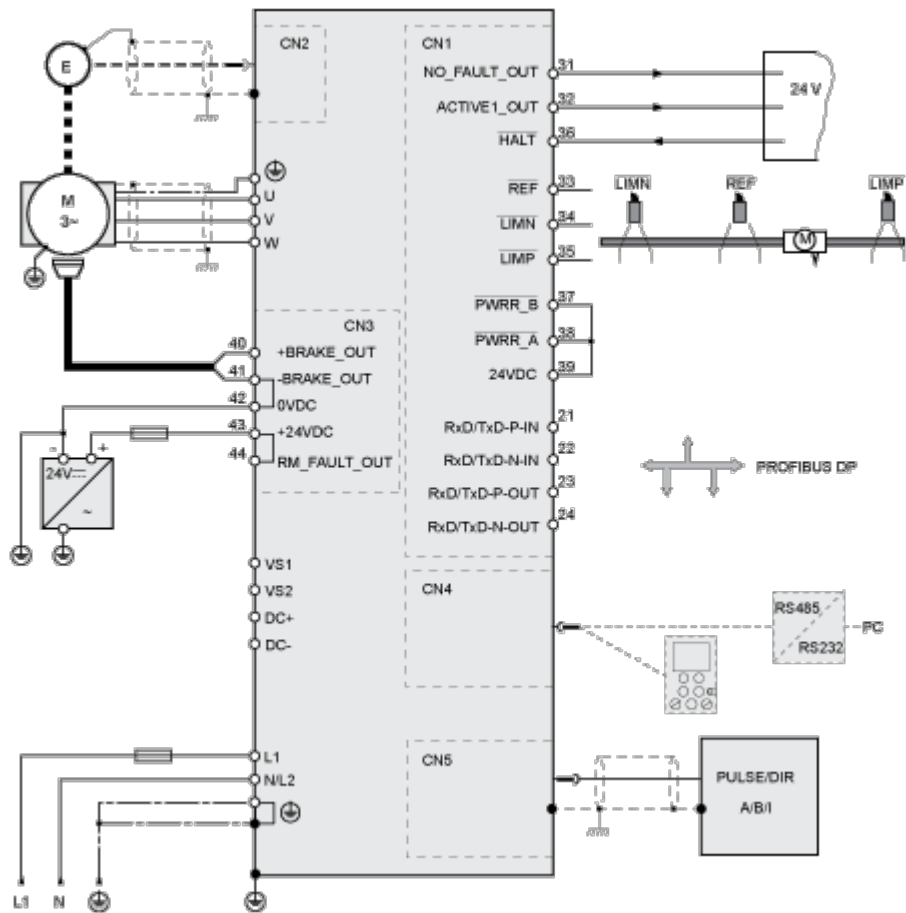 E
CN2
CN1
NO_FAULT_OUT
31
24 V
ACTIVE1_OUT
32
HALT
36
M
3~
U
V
W
REF
33
LIMN
34
LIMP
35
LIMN
REF
LIMP
M
PWRR_B
37
PWRR_A
38
24VDC
39
CN3
40
+BRAKE_OUT
41
-BRAKE_OUT
42
0VDC
43
+24VDC
44
RM_FAULT_OUT
- +
24V
~
RxD/TxD-P-IN
21
RxD/TxD-N-IN
22
RxD/TxD-P-OUT
23
RxD/TxD-N-OUT
24
PROFIBUS DP
VS1
VS2
DC+
DC-
CN4
RS485
RS232
PC
L1
N/L2
CN5
PULSE/DIR
A/B/I
L1
N